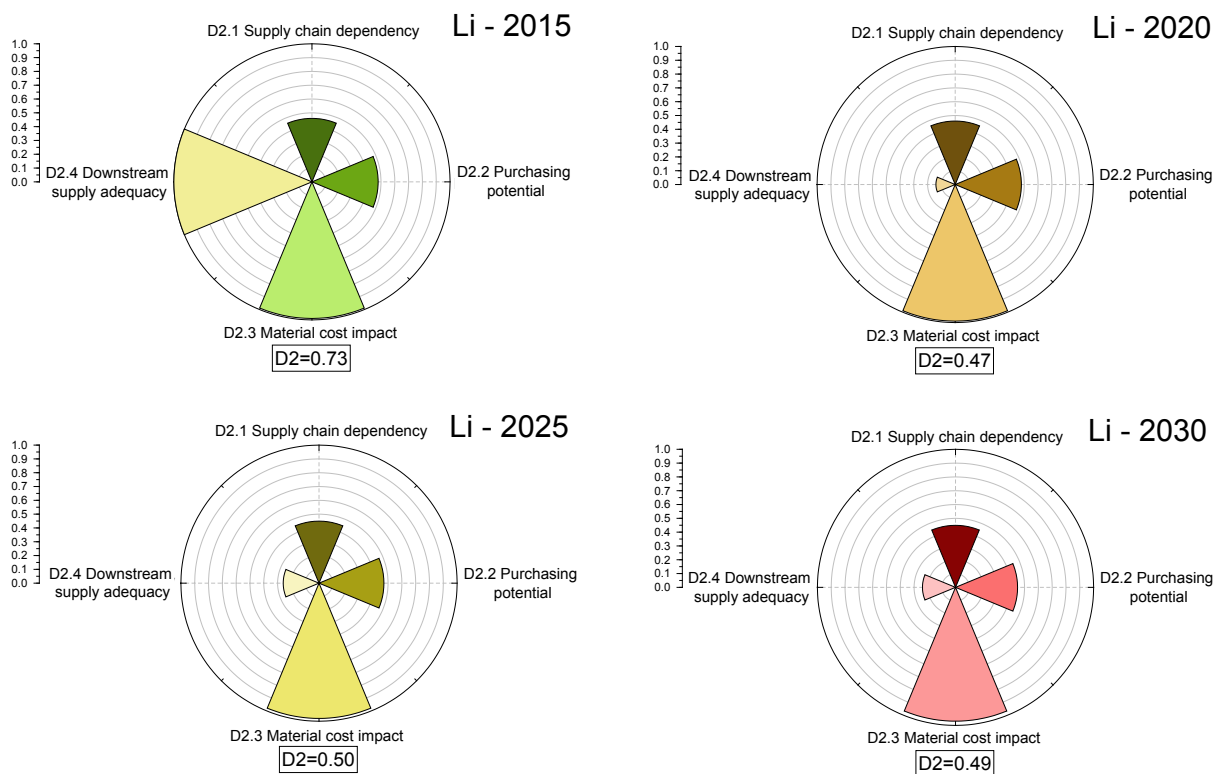 D2.1 Supply chain dependency
Li - 2015
1.0
0.9
0.8
0.7
0.6
0.5
0.4
0.3
0.2
0.1
0.0
D2.4 Downstream
supply adequacy
D2.2 Purchasing
potential
D2.3 Material cost impact
D2=0.73
D2.1 Supply chain dependency
Li - 2020
1.0
0.9
0.8
0.7
0.6
0.5
0.4
0.3
0.2
0.1
0.0
D2.4 Downstream
supply adequacy
D2.2 Purchasing
potential
D2.3 Material cost impact
D2=0.47
D2.1 Supply chain dependency
Li - 2025
1.0
0.9
0.8
0.7
0.6
0.5
0.4
0.3
0.2
0.1
0.0
D2.4 Downstream
supply adequacy
D2.2 Purchasing
potential
D2.3 Material cost impact
D2=0.50
D2.1 Supply chain dependency
Li - 2030
1.0
0.9
0.8
0.7
0.6
0.5
0.4
0.3
0.2
0.1
0.0
D2.4 Downstream
supply adequacy
D2.2 Purchasing
potential
D2.3 Material cost impact
D2=0.49